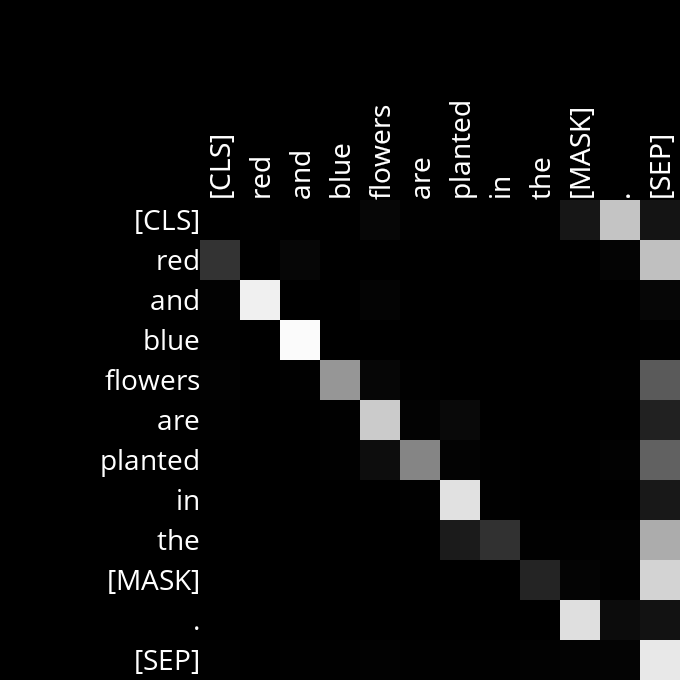 [CLS] red and blue flowers are planted in the [MASK] . [SEP]
[CLS]
red
and
blue
flowers
are
planted
in
the
[MASK]
.
[SEP]